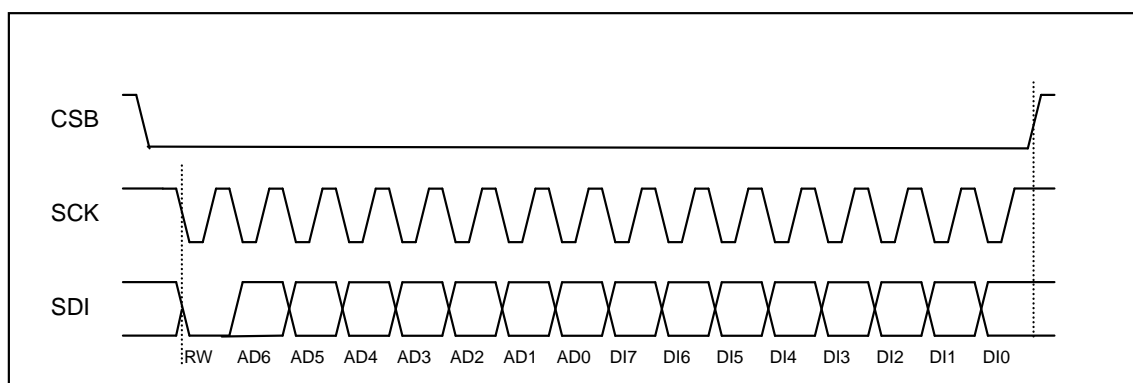 CSB
SCK
SDI
RW AD6 AD5 AD4 AD3 AD2 AD1 AD0 DI7 DI6 DI5 DI4 DI3 DI2 DI1 DI0